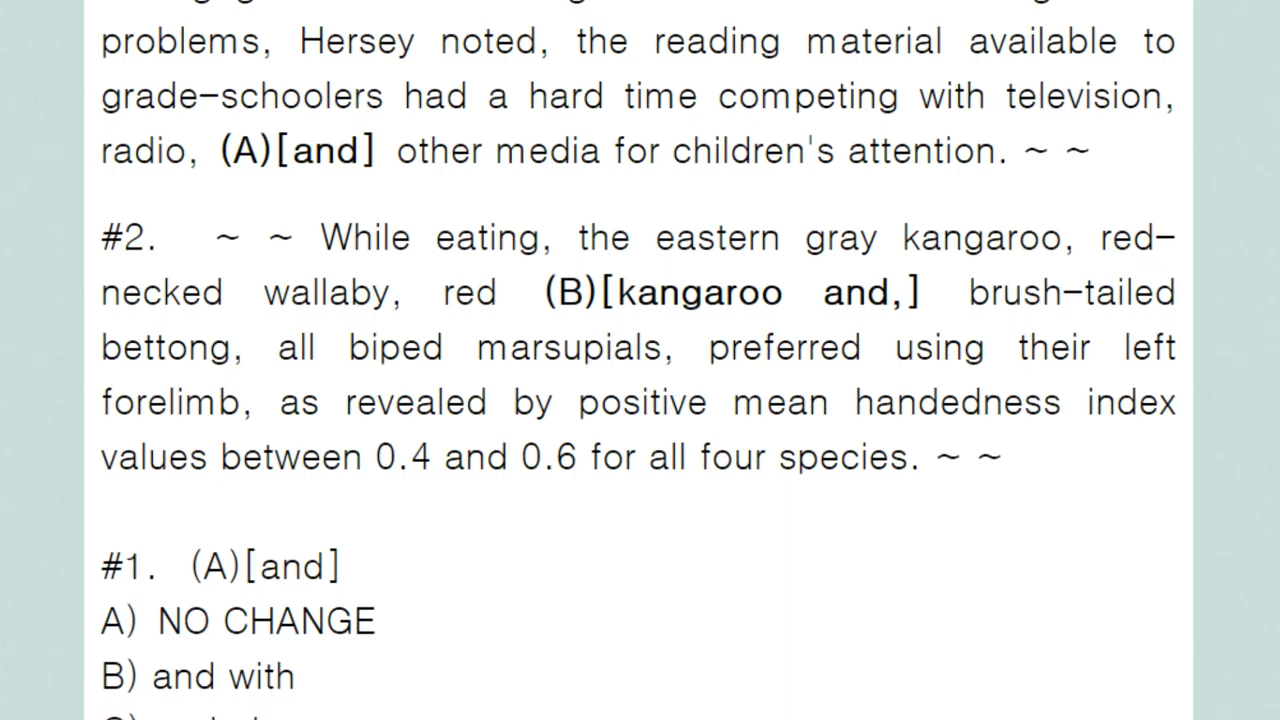 problems, Hersey noted, the reading material available to
grade-schoolers had a hard time competing with television,
radio, (A)[and] other media for children's attention. ~ ~
#2. ~ ~ While eating, the eastern gray kangaroo, red-
necked wallaby, red (B)[kangaroo and,] brush-tailed
bettong, all biped marsupials, preferred using their left
forelimb, as revealed by positive mean handedness index
values between 0.4 and 0.6 for all four species. ~ ~
#1. (A)[and]
A) NO CHANGE
B) and with